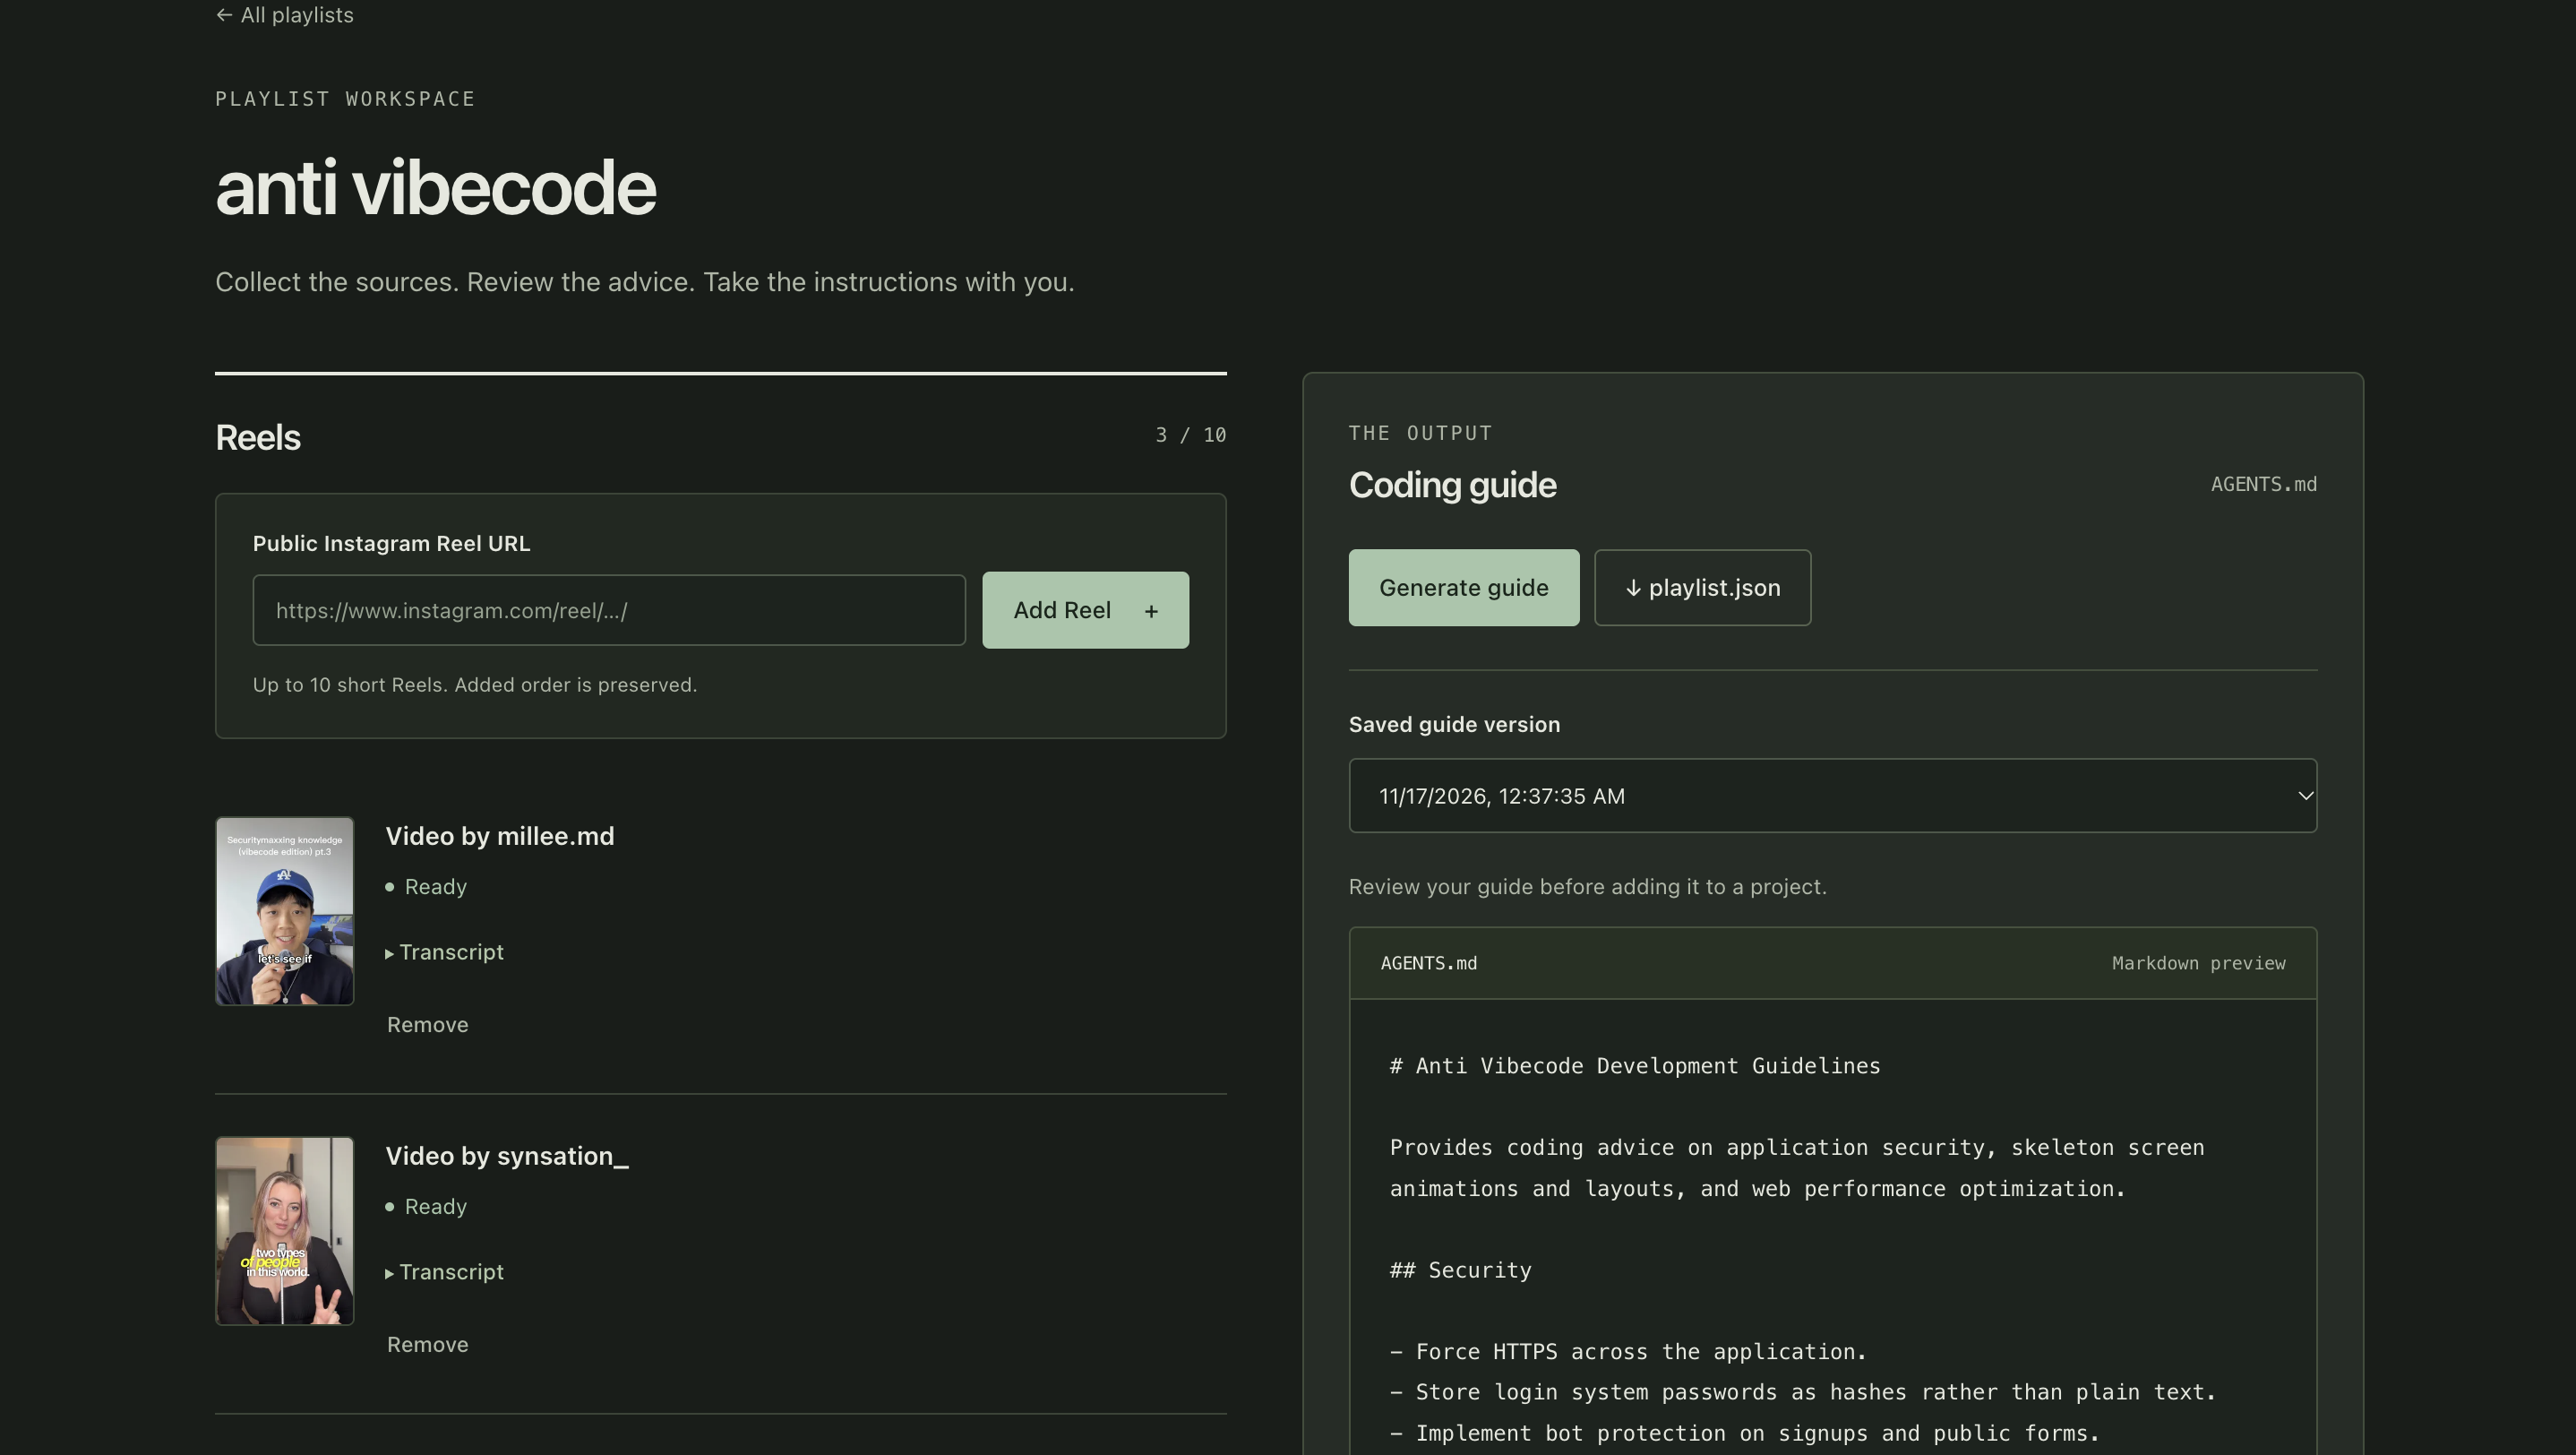 ← All playlists
PLAYLIST WORKSPACE
anti vibecode
Collect the sources. Review the advice. Take the instructions with you.
Reels
3 / 10
Public Instagram Reel URL
https://www.instagram.com/reel/.../
Add Reel +
Up to 10 short Reels. Added order is preserved.
Securitymaxxing knowledge
(vibecode edition) pt.3
let's see if
Video by millee.md
Ready
Transcript
Remove
two types
of people
in this world.
Video by synsation_
Ready
Transcript
Remove
THE OUTPUT
Coding guide
AGENTS.md
Generate guide
↓ playlist.json
Saved guide version
11/17/2026, 12:37:35 AM
Review your guide before adding it to a project.
AGENTS.md
Markdown preview
# Anti Vibecode Development Guidelines
Provides coding advice on application security, skeleton screen
animations and layouts, and web performance optimization.
## Security
- Force HTTPS across the application.
- Store login system passwords as hashes rather than plain text.
- Implement bot protection on signups and public forms.